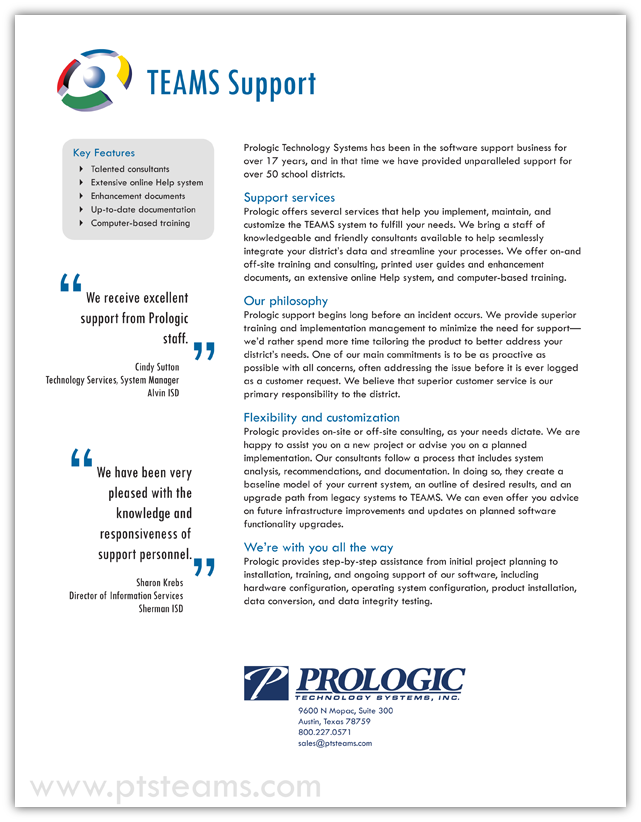 TEAMS Support
Key Features
Talented consultants
Extensive online Help system
Enhancement documents
Up-to-date documentation
Computer-based training
“
We receive excellent
support from Prologic
staff.
”
Cindy Sutton
Technology Services, System Manager
Alvin ISD
“
We have been very
pleased with the
knowledge and
responsiveness of
support personnel.
”
Sharon Krebs
Director of Information Services
Sherman ISD
Prologic Technology Systems has been in the software support business for
over 17 years, and in that time we have provided unparalleled support for
over 50 school districts.
Support services
Prologic offers several services that help you implement, maintain, and
customize the TEAMS system to fulfill your needs. We bring a staff of
knowledgeable and friendly consultants available to help seamlessly
integrate your district's data and streamline your processes. We offer on-and
off-site training and consulting, printed user guides and enhancement
documents, an extensive online Help system, and computer-based training.
Our philosophy
Prologic support begins long before an incident occurs. We provide superior
training and implementation management to minimize the need for support—
we'd rather spend more time tailoring the product to better address your
district's needs. One of our main commitments is to be as proactive as
possible with all concerns, often addressing the issue before it is ever logged
as a customer request. We believe that superior customer service is our
primary responsibility to the district.
Flexibility and customization
Prologic provides on-site or off-site consulting, as your needs dictate. We are
happy to assist you on a new project or advise you on a planned
implementation. Our consultants follow a process that includes system
analysis, recommendations, and documentation. In doing so, they create a
baseline model of your current system, an outline of desired results, and an
upgrade path from legacy systems to TEAMS. We can even offer you advice
on future infrastructure improvements and updates on planned software
functionality upgrades.
We're with you all the way
Prologic provides step-by-step assistance from initial project planning to
installation, training, and ongoing support of our software, including
hardware configuration, operating system configuration, product installation,
data conversion, and data integrity testing.
P PROLOGIC
TECHNOLOGY SYSTEMS, INC.
9600 N Mopac, Suite 300
Austin, Texas 78759
800.227.0571
sales@ptsteams.com
www.ptsteams.com